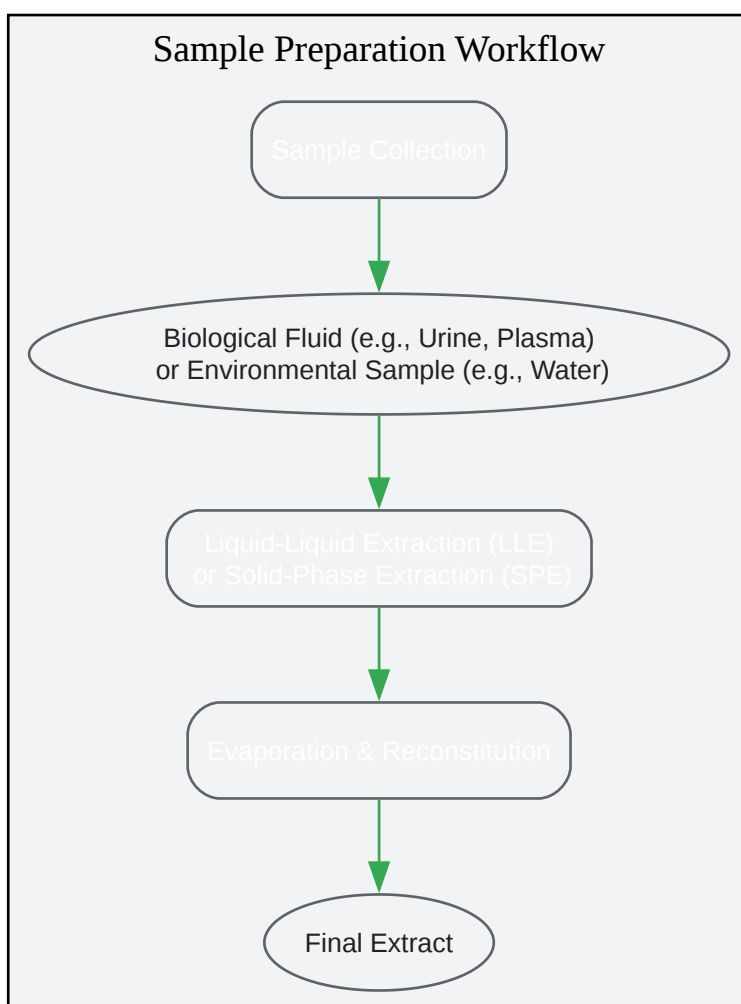 Sample Preparation Workflow
Sample Collection
Biological Fluid (e.g., Urine, Plasma)
or Environmental Sample (e.g., Water)
Liquid-Liquid Extraction (LLE)
or Solid-Phase Extraction (SPE)
Evaporation & Reconstitution
Final Extract